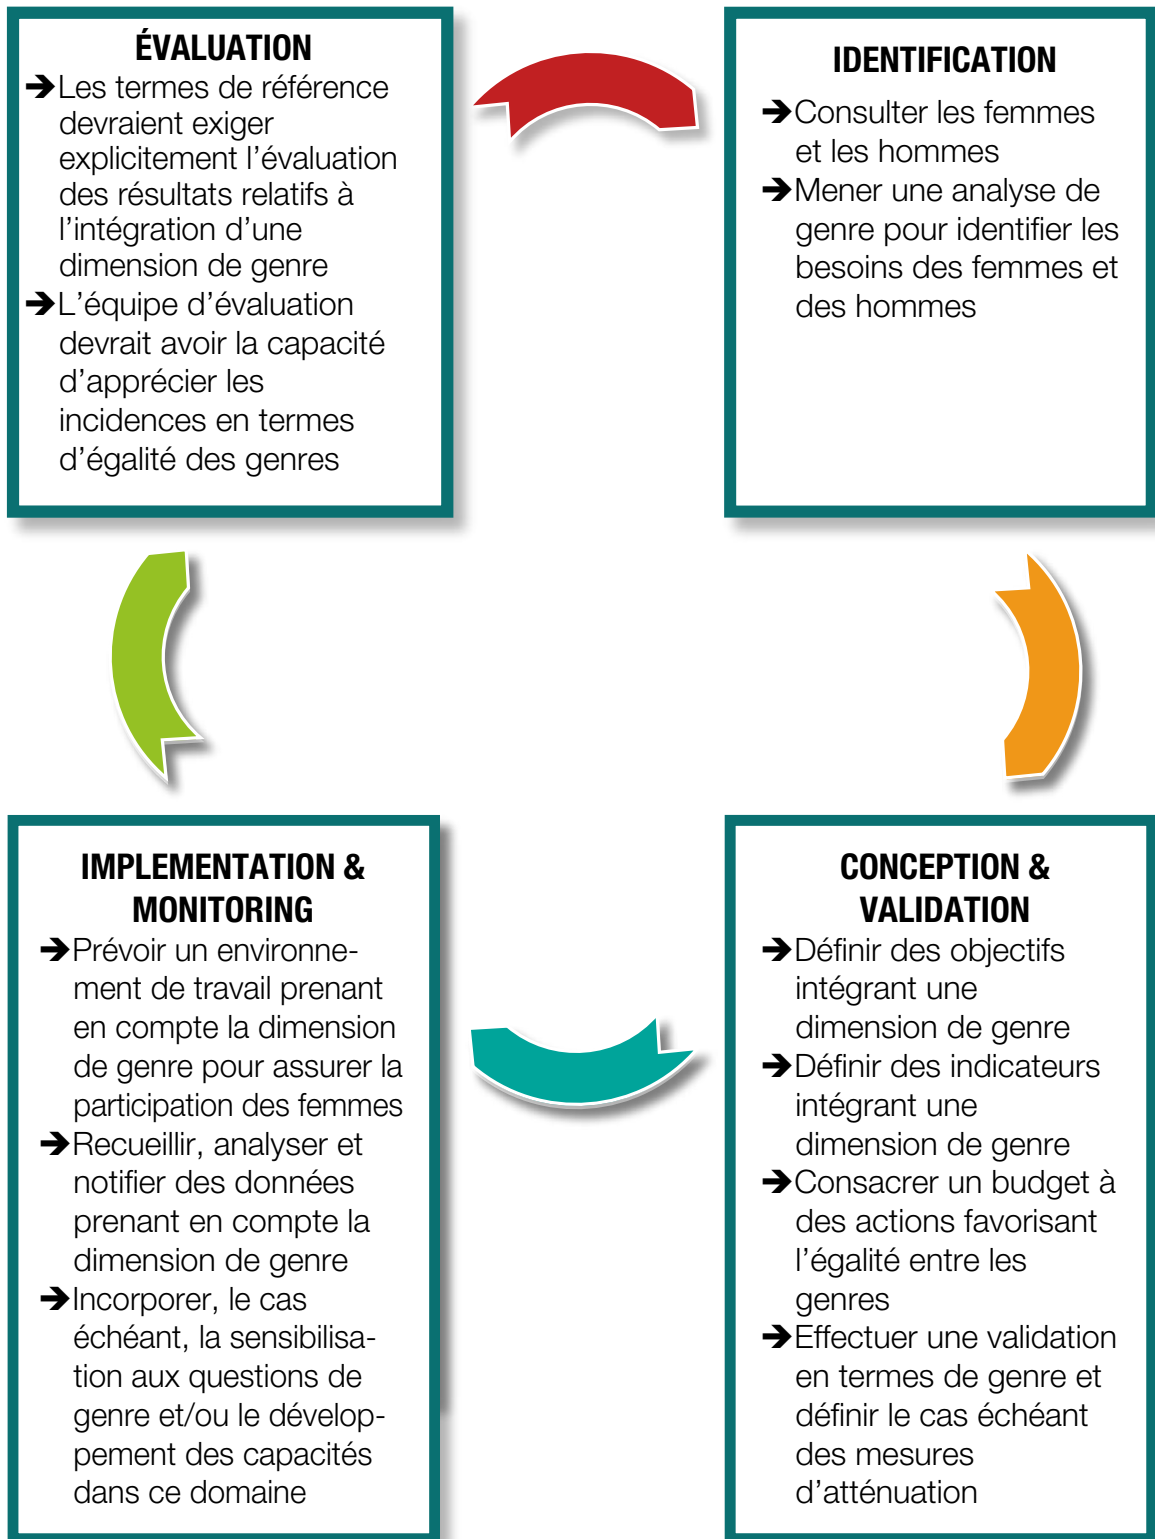 ÉVALUATION
➔Les termes de référence
devraient exiger
explicitement l’évaluation
des résultats relatifs à
l’intégration d’une
dimension de genre
➔L’équipe d’évaluation
devrait avoir la capacité
d’apprécier les
incidences en termes
d’égalité des genres
IDENTIFICATION
➔Consulter les femmes
et les hommes
➔Mener une analyse de
genre pour identifier les
besoins des femmes et
des hommes
IMPLEMENTATION &
MONITORING
➔Prévoir un environne-
ment de travail prenant
en compte la dimension
de genre pour assurer la
participation des femmes
➔Recueillir, analyser et
notifier des données
prenant en compte la
dimension de genre
➔Incorporer, le cas
échéant, la sensibilisa-
tion aux questions de
genre et/ou le dévelop-
pement des capacités
dans ce domaine
CONCEPTION &
VALIDATION
➔Définir des objectifs
intégrant une
dimension de genre
➔Définir des indicateurs
intégrant une
dimension de genre
➔Consacrer un budget à
des actions favorisant
l’égalité entre les
genres
➔Effectuer une validation
en termes de genre et
définir le cas échéant
des mesures
d’atténuation